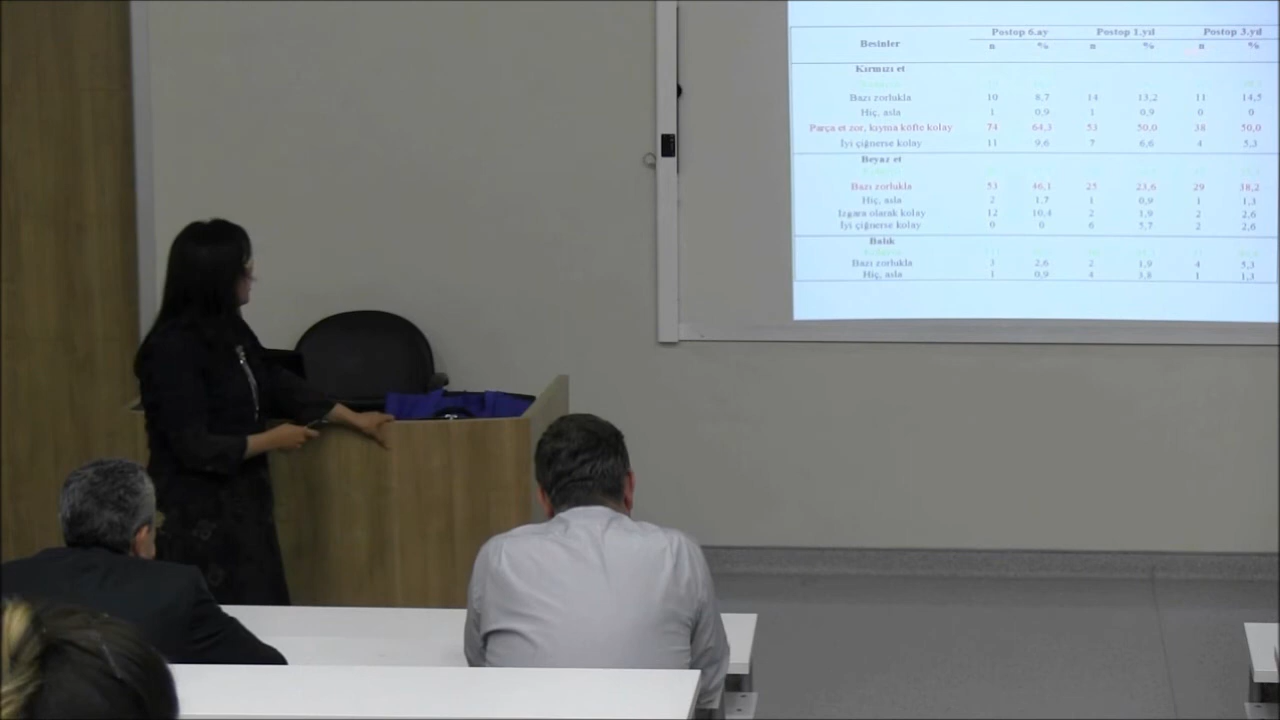 Besinler Postop 6.ay Postop 1.yıl Postop 3.yıl
n % n % n %
Kırmızı et
Bazı zorlukla 10 8,7 14 13,2 11 14,5
Hiç, asla 1 0,9 1 0,9 0 0
Parça et zor, kıyma köfte kolay 74 64,3 53 50,0 38 50,0
İyi çiğnerse kolay 11 9,6 7 6,6 4 5,3
Beyaz et
Bazı zorlukla 53 46,1 25 23,6 29 38,2
Hiç, asla 2 1,7 1 0,9 1 1,3
Izgara olarak kolay 12 10,4 2 1,9 2 2,6
İyi çiğnerse kolay 0 0 6 5,7 2 2,6
Balık
Bazı zorlukla 3 2,6 2 1,9 4 5,3
Hiç, asla 1 0,9 4 3,8 1 1,3